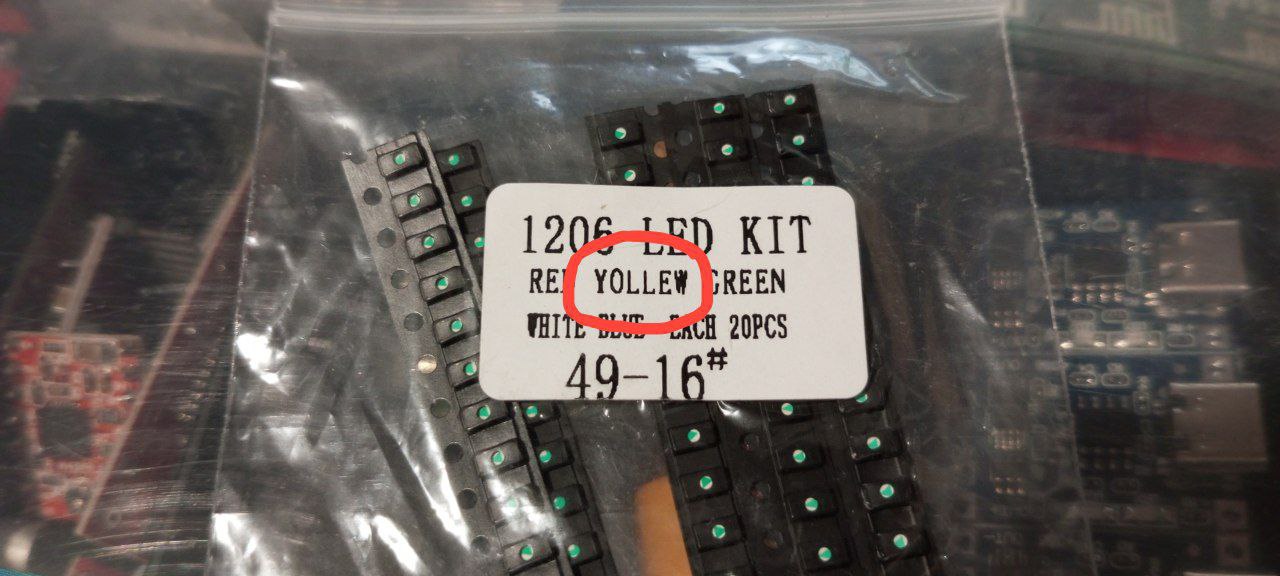 1206 LED KIT
RED YOLLEW GREEN
WHITE BLUE EACH 20PCS
49-16#